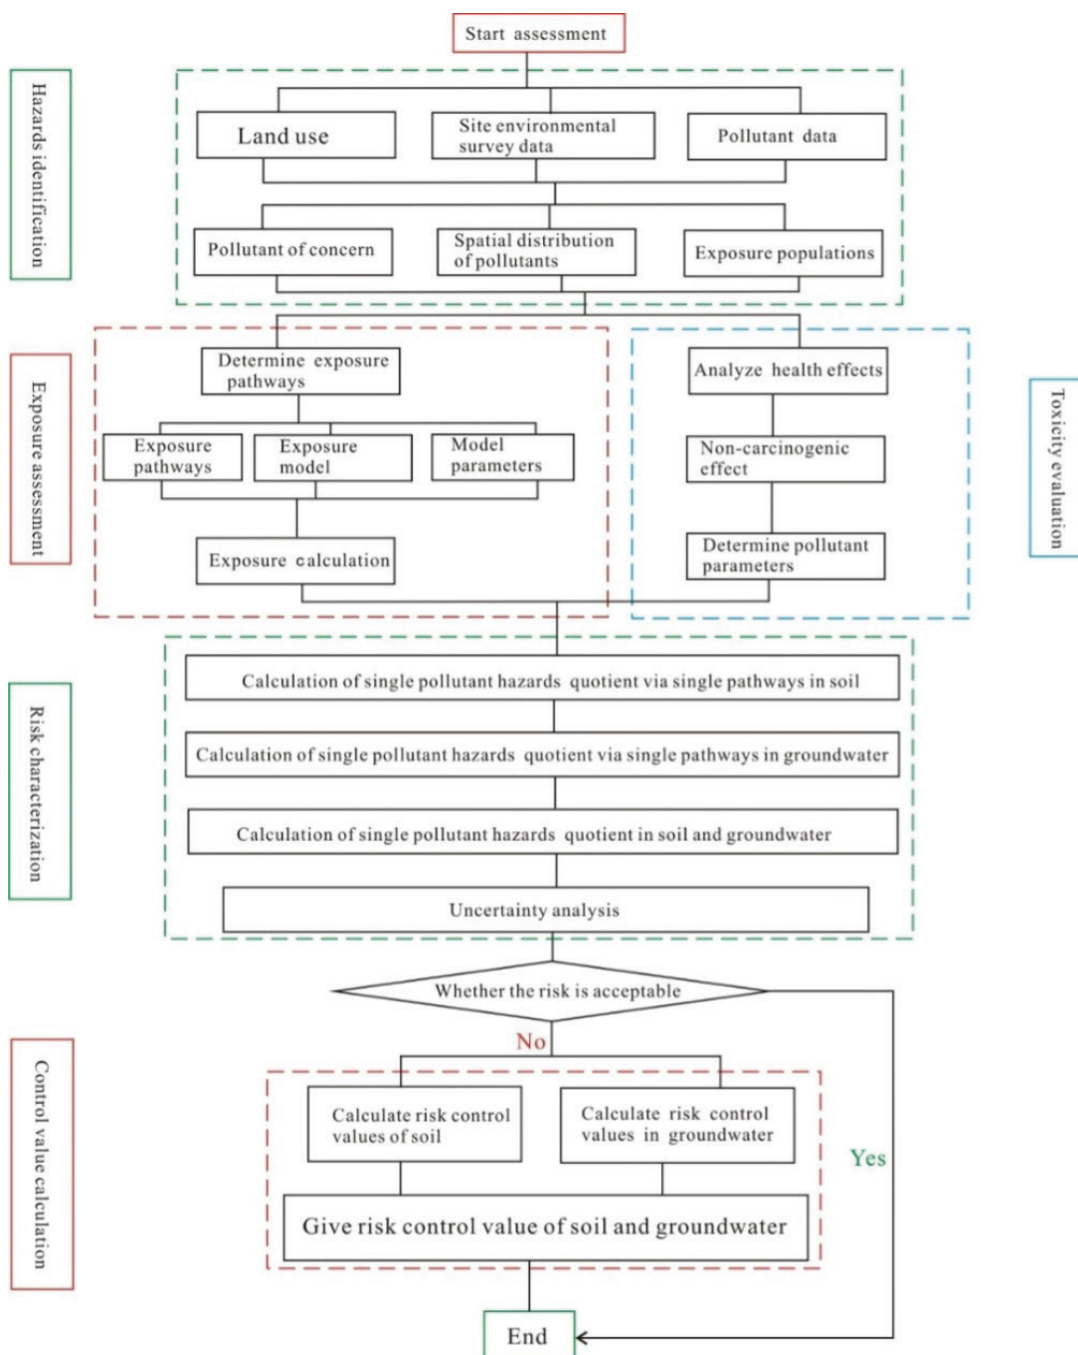 Start assessment
Hazards identification
Land use
Site environmental
survey data
Pollutant data
Pollutant of concern
Spatial distribution
of pollutants
Exposure populations
Exposure assessment
Determine exposure
pathways
Exposure
pathways
Exposure
model
Model
parameters
Exposure calculation
Analyze health effects
Non-carcinogenic
effect
Determine pollutant
parameters
Toxicity evaluation
Risk characterization
Calculation of single pollutant hazards quotient via single pathways in soil
Calculation of single pollutant hazards quotient via single pathways in groundwater
Calculation of single pollutant hazards quotient in soil and groundwater
Uncertainty analysis
Whether the risk is acceptable
No
Yes
Control value calculation
Calculate risk control
values of soil
Calculate risk control
values in groundwater
Give risk control value of soil and groundwater
End